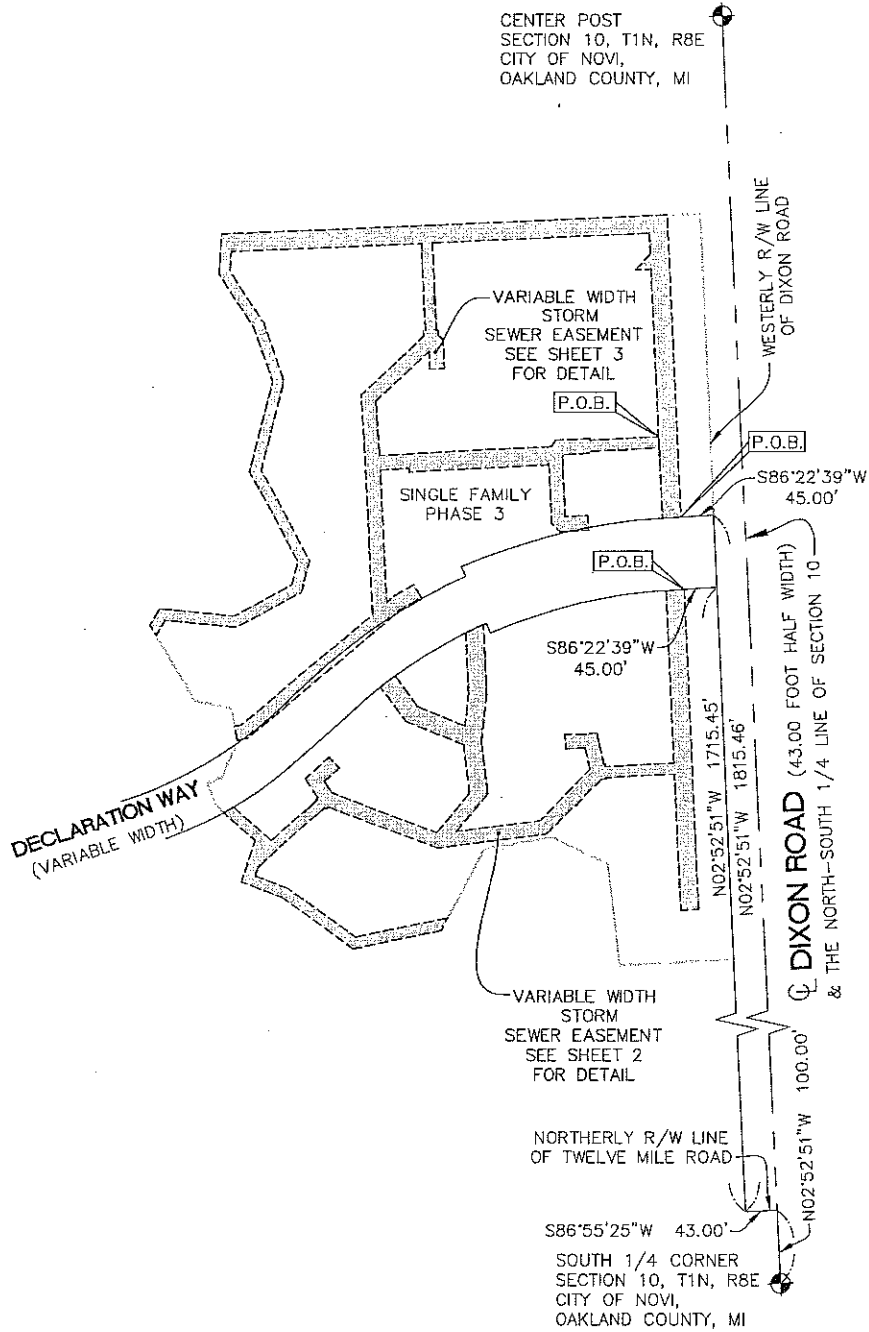 CENTER POST
SECTION 10, T1N, R8E
CITY OF NOVI,
OAKLAND COUNTY, MI
WESTERLY R/W LINE
OF DIXON ROAD
VARIABLE WIDTH
STORM
SEWER EASEMENT
SEE SHEET 3
FOR DETAIL
P.O.B.
P.O.B.
S86°22'39"W
45.00'
SINGLE FAMILY
PHASE 3
P.O.B.
S86°22'39"W
45.00'
N02°52'51"W 1715.45'
N02°52'51"W 1815.46'
℄ DIXON ROAD (43.00 FOOT HALF WIDTH)
& THE NORTH-SOUTH 1/4 LINE OF SECTION 10
DECLARATION WAY
(VARIABLE WIDTH)
VARIABLE WIDTH
STORM
SEWER EASEMENT
SEE SHEET 2
FOR DETAIL
N02°52'51"W 100.00'
NORTHERLY R/W LINE
OF TWELVE MILE ROAD
S86°55'25"W 43.00'
SOUTH 1/4 CORNER
SECTION 10, T1N, R8E
CITY OF NOVI,
OAKLAND COUNTY, MI